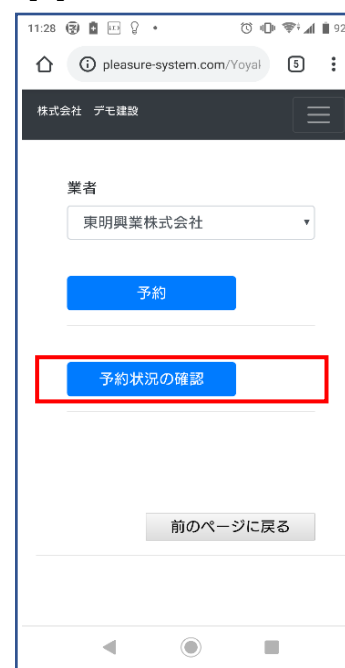 11:28
92
pleasure-system.com/Yoyal
5
株式会社 デモ建設
業者
東明興業株式会社
予約
予約状況の確認
前のページに戻る